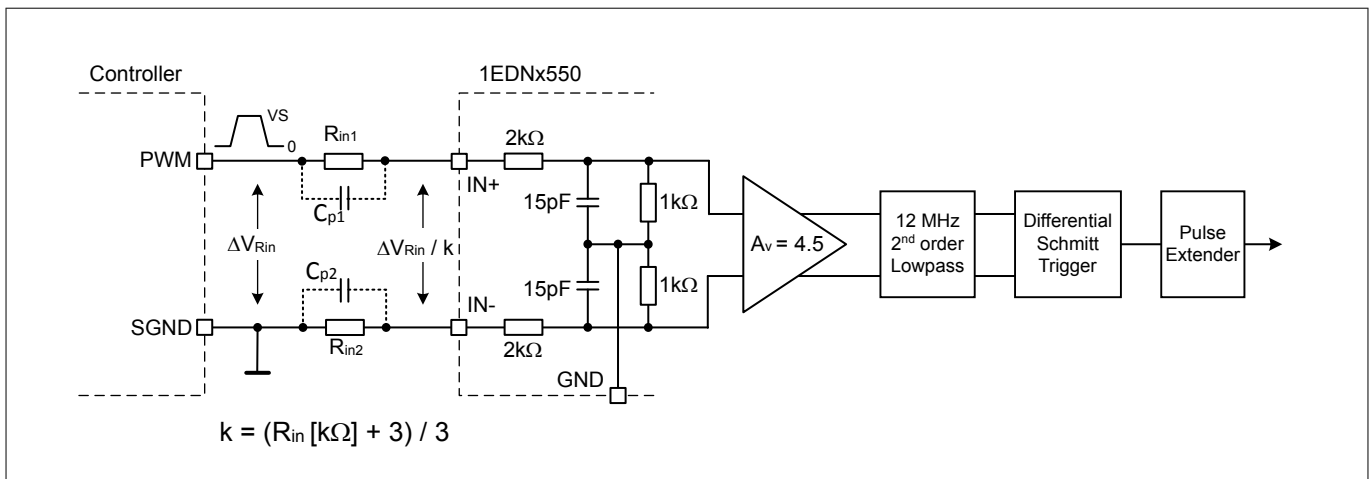 Controller
1EDNx550
VS
0
Rin1
2kΩ
PWM
IN+
Cp1
15pF
1kΩ
ΔVRin
ΔVRin / k
Av = 4.5
12 MHz
2nd order
Lowpass
Differential
Schmitt
Trigger
Pulse
Extender
Cp2
15pF
1kΩ
SGND
IN-
Rin2
2kΩ
GND
k = (Rin [kΩ] + 3) / 3